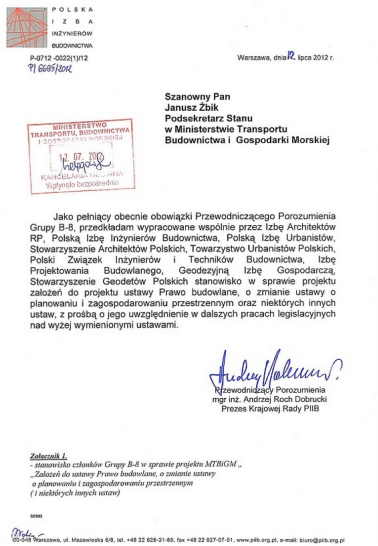 POLSKA
IZBA
INŻYNIERÓW
BUDOWNICTWA
P-0712 -0022(1)/12
Warszawa, dnia 12. lipca 2012 r.
P/ 6695/2012
Szanowny Pan
Janusz Żbik
Podsekretarz Stanu
w Ministerstwie Transportu
Budownictwa i Gospodarki Morskiej
MINISTERSTWO
TRANSPORTU, BUDOWNICTWA
12. 07. 2012
KANCELARIA GŁÓWNA
Wpłynęło bezpośrednio
Jako pełniący obecnie obowiązki Przewodniczącego Porozumienia
Grupy B-8, przedkładam wypracowane wspólnie przez Izbę Architektów
RP, Polską Izbę Inżynierów Budownictwa, Polską Izbę Urbanistów,
Stowarzyszenie Architektów Polskich, Towarzystwo Urbanistów Polskich,
Polski Związek Inżynierów i Techników Budownictwa, Izbę
Projektowania Budowlanego, Geodezyjną Izbę Gospodarczą,
Stowarzyszenie Geodetów Polskich stanowisko w sprawie projektu
założeń do projektu ustawy Prawo budowlane, o zmianie ustawy o
planowaniu i zagospodarowaniu przestrzennym oraz niektórych innych
ustaw, z prośbą o jego uwzględnienie w dalszych pracach legislacyjnych
nad wyżej wymienionymi ustawami.
Przewodniczący Porozumienia
mgr inż. Andrzej Roch Dobrucki
Prezes Krajowej Rady PIIB
Załącznik 1.
- stanowisko członków Grupy B-8 w sprawie projektu MTBiGM „
„Założeń do ustawy Prawo budowlane, o zmianie ustawy
o planowaniu i zagospodarowaniu przestrzennym
( i niektórych innych ustaw)
00-048 Warszawa, ul. Mazowiecka 6/8, tel. +48 22 828-31-89, fax +48 22 827-07-51, www.piib.org.pl, e-mail: biuro@piib.org.pl